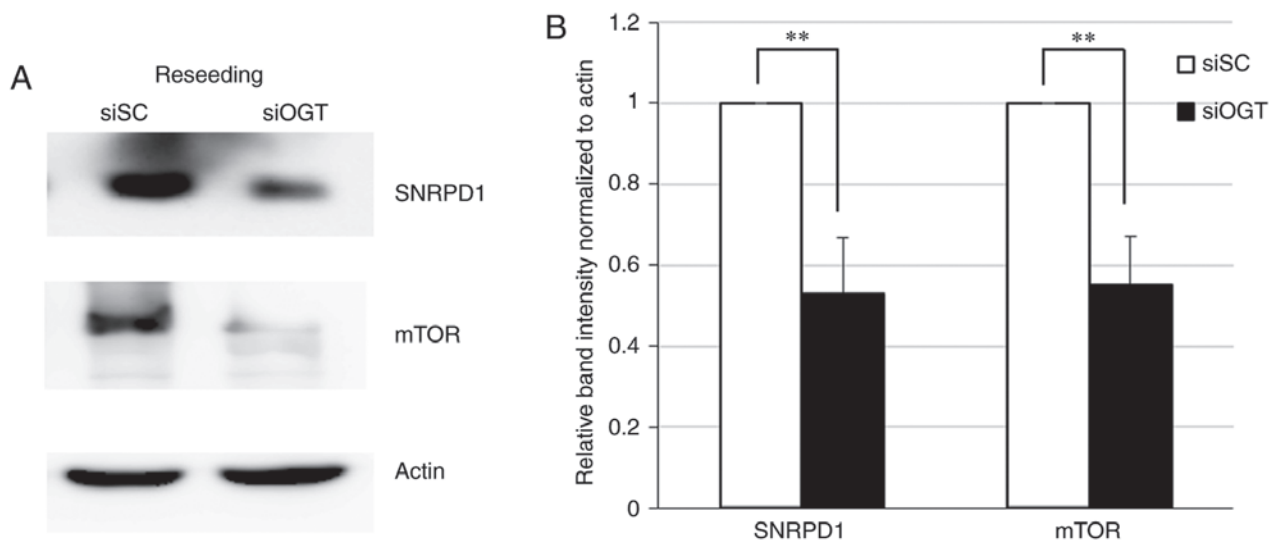 A
Reseeding
siSC siOGT
SNRPD1
mTOR
Actin
B
Relative band intensity normalized to actin
1.2
1
0.8
0.6
0.4
0.2
0
**
**
siSC
siOGT
SNRPD1 mTOR